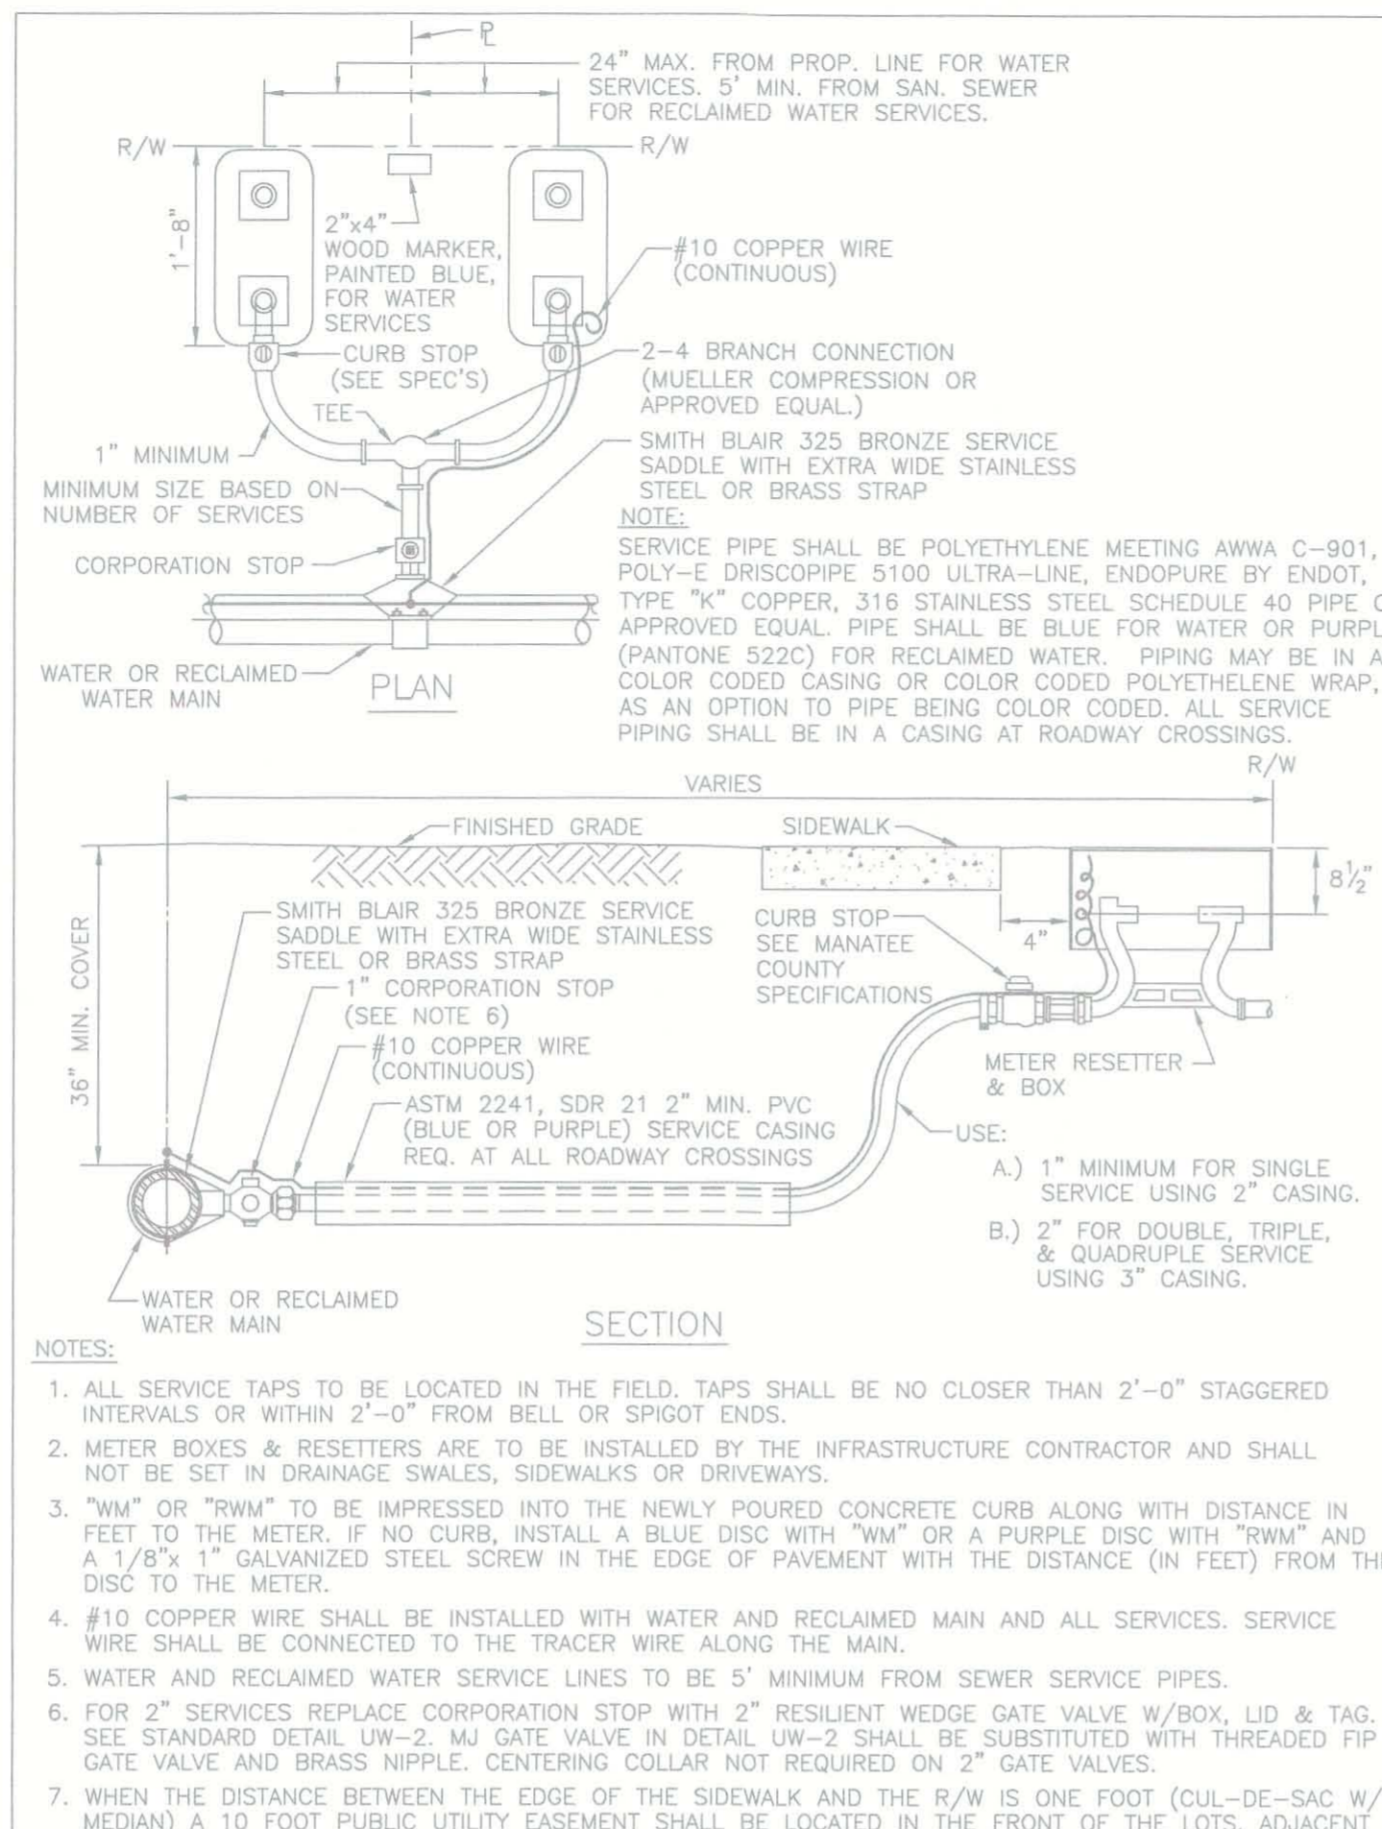 PL
24" MAX. FROM PROP. LINE FOR WATER
SERVICES. 5' MIN. FROM SAN. SEWER
FOR RECLAIMED WATER SERVICES.
R/W
R/W
1'-8"
2"x4"
WOOD MARKER,
PAINTED BLUE,
FOR WATER
SERVICES
#10 COPPER WIRE
(CONTINUOUS)
CURB STOP
(SEE SPEC'S)
2-4 BRANCH CONNECTION
(MUELLER COMPRESSION OR
APPROVED EQUAL.)
TEE
1" MINIMUM
SMITH BLAIR 325 BRONZE SERVICE
SADDLE WITH EXTRA WIDE STAINLESS
STEEL OR BRASS STRAP
MINIMUM SIZE BASED ON
NUMBER OF SERVICES
CORPORATION STOP
WATER OR RECLAIMED
WATER MAIN
PLAN
NOTE:
SERVICE PIPE SHALL BE POLYETHYLENE MEETING AWWA C-901,
POLY-E DRISCOPIPE 5100 ULTRA-LINE, ENDOPURE BY ENDOT,
TYPE "K" COPPER, 316 STAINLESS STEEL SCHEDULE 40 PIPE
APPROVED EQUAL. PIPE SHALL BE BLUE FOR WATER OR PURPL
(PANTONE 522C) FOR RECLAIMED WATER. PIPING MAY BE IN A
COLOR CODED CASING OR COLOR CODED POLYETHELENE WRAP,
AS AN OPTION TO PIPE BEING COLOR CODED. ALL SERVICE
PIPING SHALL BE IN A CASING AT ROADWAY CROSSINGS.
R/W
VARIES
FINISHED GRADE
SIDEWALK
8½"
36" MIN. COVER
SMITH BLAIR 325 BRONZE SERVICE
SADDLE WITH EXTRA WIDE STAINLESS
STEEL OR BRASS STRAP
1" CORPORATION STOP
(SEE NOTE 6)
#10 COPPER WIRE
(CONTINUOUS)
ASTM 2241, SDR 21 2" MIN. PVC
(BLUE OR PURPLE) SERVICE CASING
REQ. AT ALL ROADWAY CROSSINGS
CURB STOP
SEE MANATEE
COUNTY
SPECIFICATIONS
4"
METER RESETTER
& BOX
USE:
A.) 1" MINIMUM FOR SINGLE
SERVICE USING 2" CASING.
B.) 2" FOR DOUBLE, TRIPLE,
& QUADRUPLE SERVICE
USING 3" CASING.
WATER OR RECLAIMED
WATER MAIN
SECTION
NOTES:
1. ALL SERVICE TAPS TO BE LOCATED IN THE FIELD. TAPS SHALL BE NO CLOSER THAN 2'-0" STAGGERED
INTERVALS OR WITHIN 2'-0" FROM BELL OR SPIGOT ENDS.
2. METER BOXES & RESETTERS ARE TO BE INSTALLED BY THE INFRASTRUCTURE CONTRACTOR AND SHALL
NOT BE SET IN DRAINAGE SWALES, SIDEWALKS OR DRIVEWAYS.
3. "WM" OR "RWM" TO BE IMPRESSED INTO THE NEWLY POURED CONCRETE CURB ALONG WITH DISTANCE IN
FEET TO THE METER. IF NO CURB, INSTALL A BLUE DISC WITH "WM" OR A PURPLE DISC WITH "RWM" AND
A 1/8"x 1" GALVANIZED STEEL SCREW IN THE EDGE OF PAVEMENT WITH THE DISTANCE (IN FEET) FROM THE
DISC TO THE METER.
4. #10 COPPER WIRE SHALL BE INSTALLED WITH WATER AND RECLAIMED MAIN AND ALL SERVICES. SERVICE
WIRE SHALL BE CONNECTED TO THE TRACER WIRE ALONG THE MAIN.
5. WATER AND RECLAIMED WATER SERVICE LINES TO BE 5' MINIMUM FROM SEWER SERVICE PIPES.
6. FOR 2" SERVICES REPLACE CORPORATION STOP WITH 2" RESILIENT WEDGE GATE VALVE W/BOX, LID & TAG.
SEE STANDARD DETAIL UW-2. MJ GATE VALVE IN DETAIL UW-2 SHALL BE SUBSTITUTED WITH THREADED FIP
GATE VALVE AND BRASS NIPPLE. CENTERING COLLAR NOT REQUIRED ON 2" GATE VALVES.
7. WHEN THE DISTANCE BETWEEN THE EDGE OF THE SIDEWALK AND THE R/W IS ONE FOOT (CUL-DE-SAC W/
MEDIAN) A 10 FOOT PUBLIC UTILITY EASEMENT SHALL BE LOCATED IN THE FRONT OF THE LOTS, ADJACENT